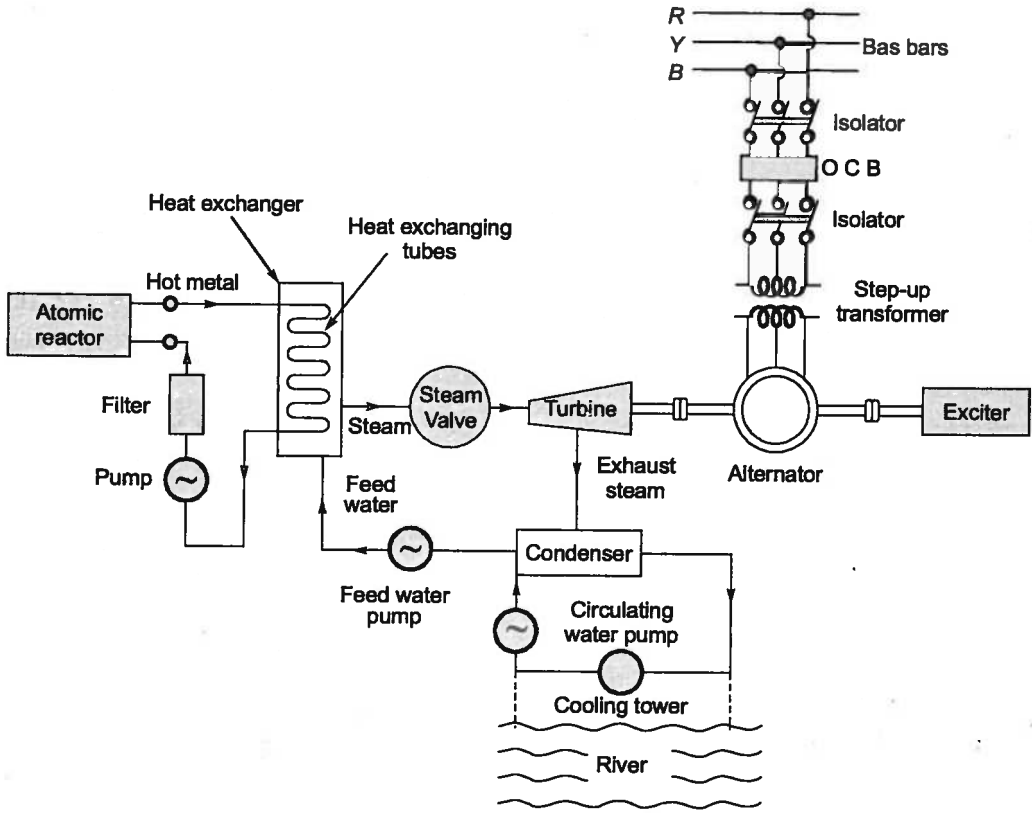 R
Y
Bas bars
B
Isolator
O C B
Isolator
Heat exchanger
Heat exchanging
tubes
Hot metal
Step-up
transformer
Atomic
reactor
Filter
Steam
Valve
Steam
Turbine
Exciter
Alternator
Pump
Feed
water
Exhaust
steam
Condenser
Feed water
pump
Circulating
water pump
Cooling tower
River